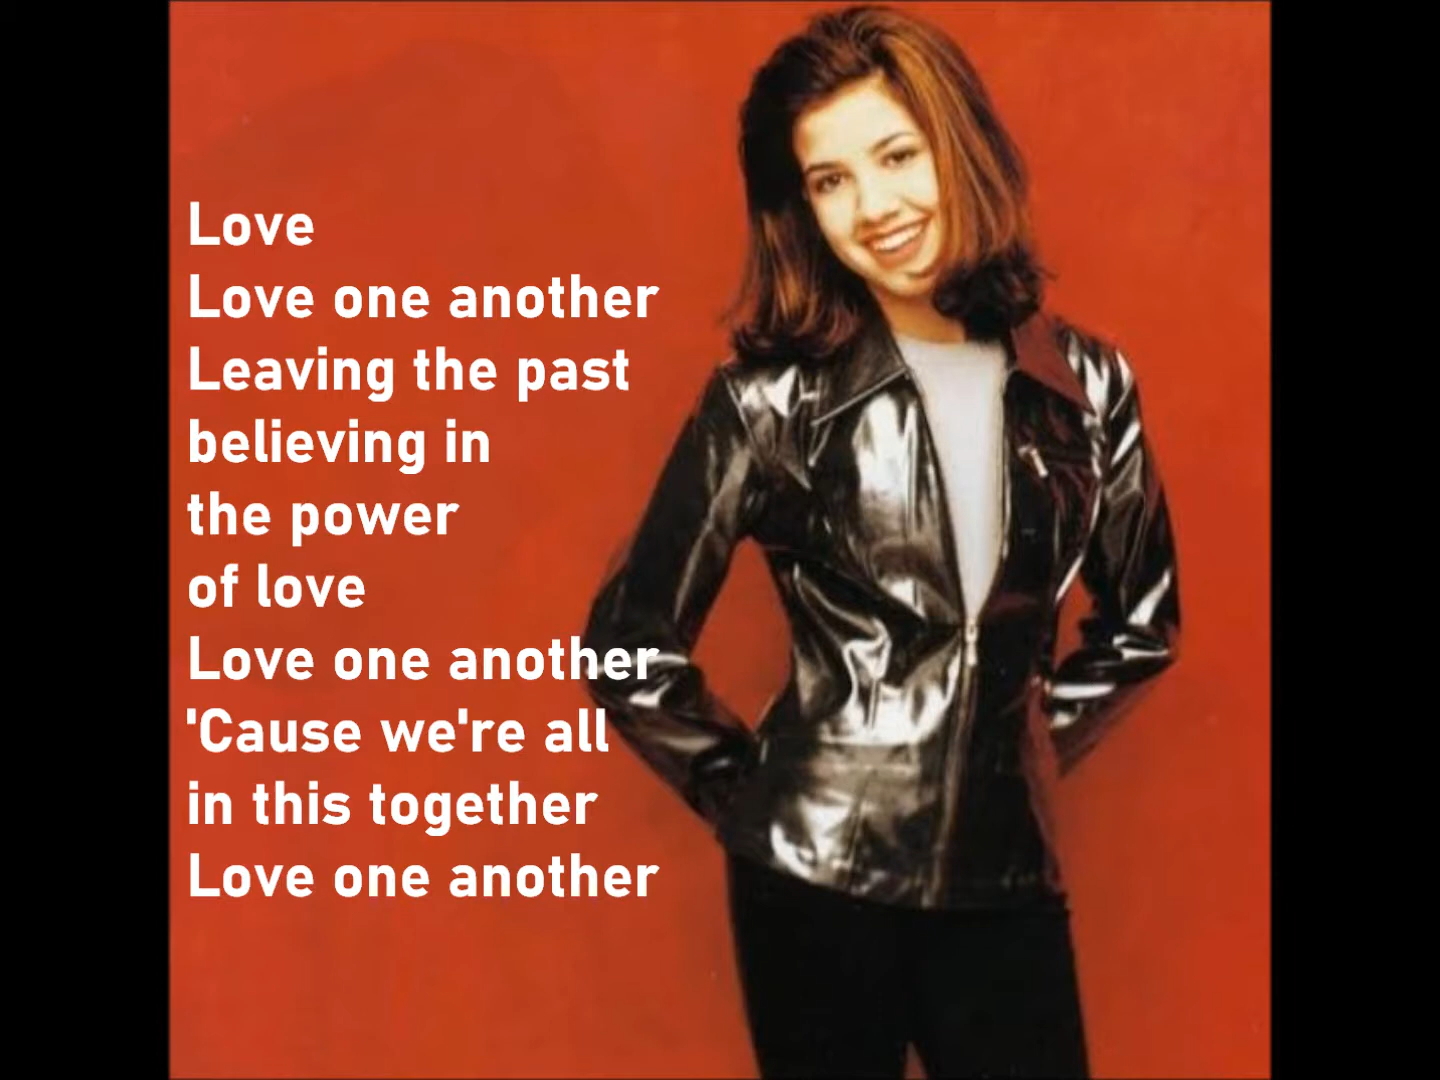 Love
Love one another
Leaving the past
believing in
the power
of love
Love one another
'Cause we're all
in this together
Love one another